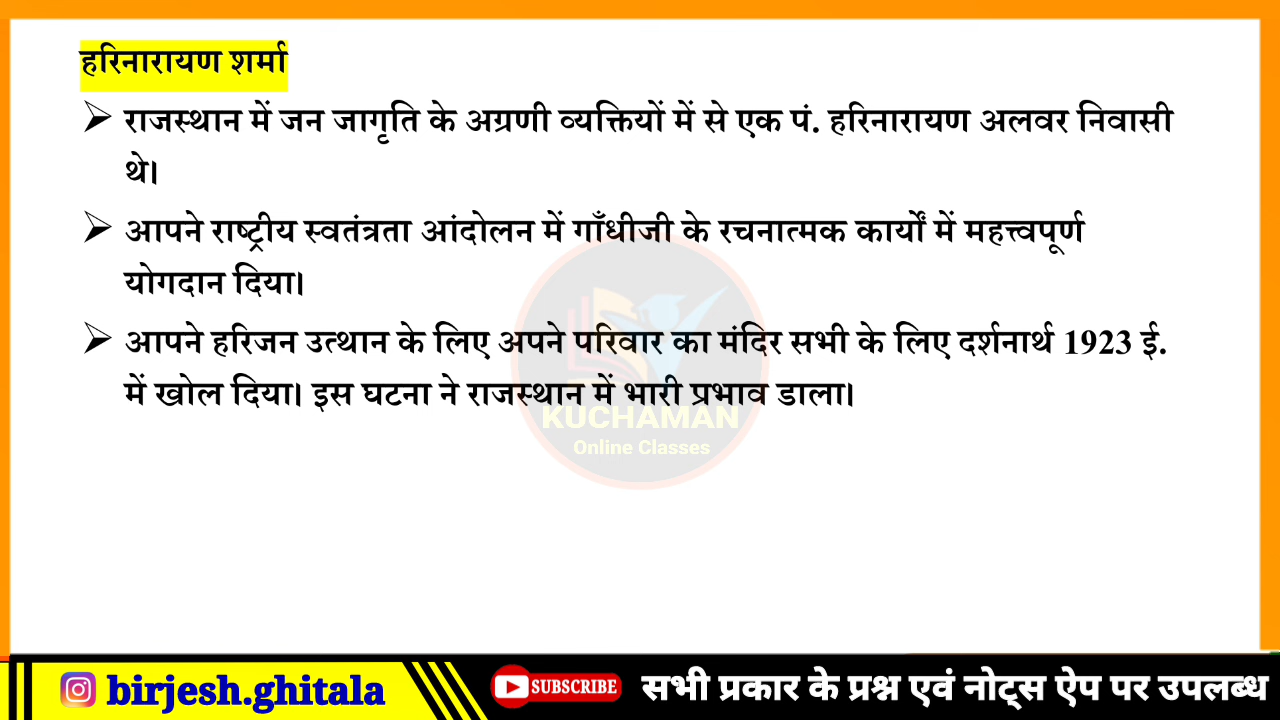 हरिनारायण शर्मा
➢ राजस्थान में जन जागृति के अग्रणी व्यक्तियों में से एक पं. हरिनारायण अलवर निवासी
थे।
➢ आपने राष्ट्रीय स्वतंत्रता आंदोलन में गाँधीजी के रचनात्मक कार्यों में महत्त्वपूर्ण
योगदान दिया।
➢ आपने हरिजन उत्थान के लिए अपने परिवार का मंदिर सभी के लिए दर्शनार्थ 1923 ई.
में खोल दिया। इस घटना ने राजस्थान में भारी प्रभाव डाला।
KUCHAMAN
Online Classes
birjesh.ghitala
SUBSCRIBE
सभी प्रकार के प्रश्न एवं नोट्स ऐप पर उपलब्ध